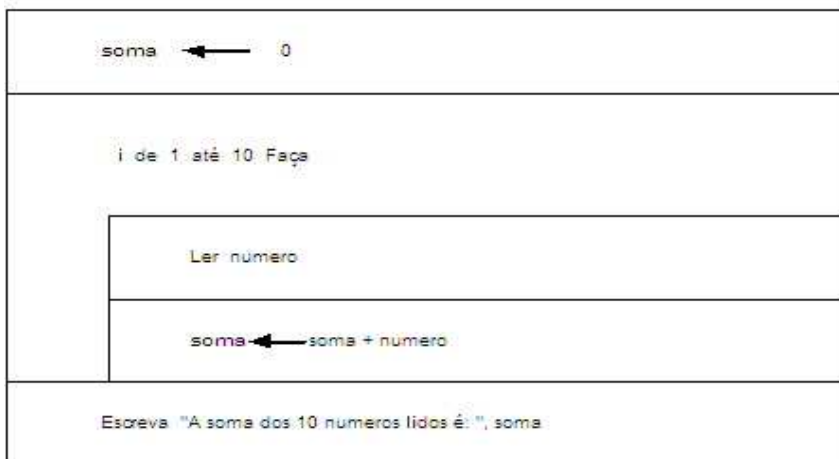 soma 0
i de 1 até 10 Faça
Ler numero
soma soma + numero
Escreva "A soma dos 10 numeros lidos é: ", soma